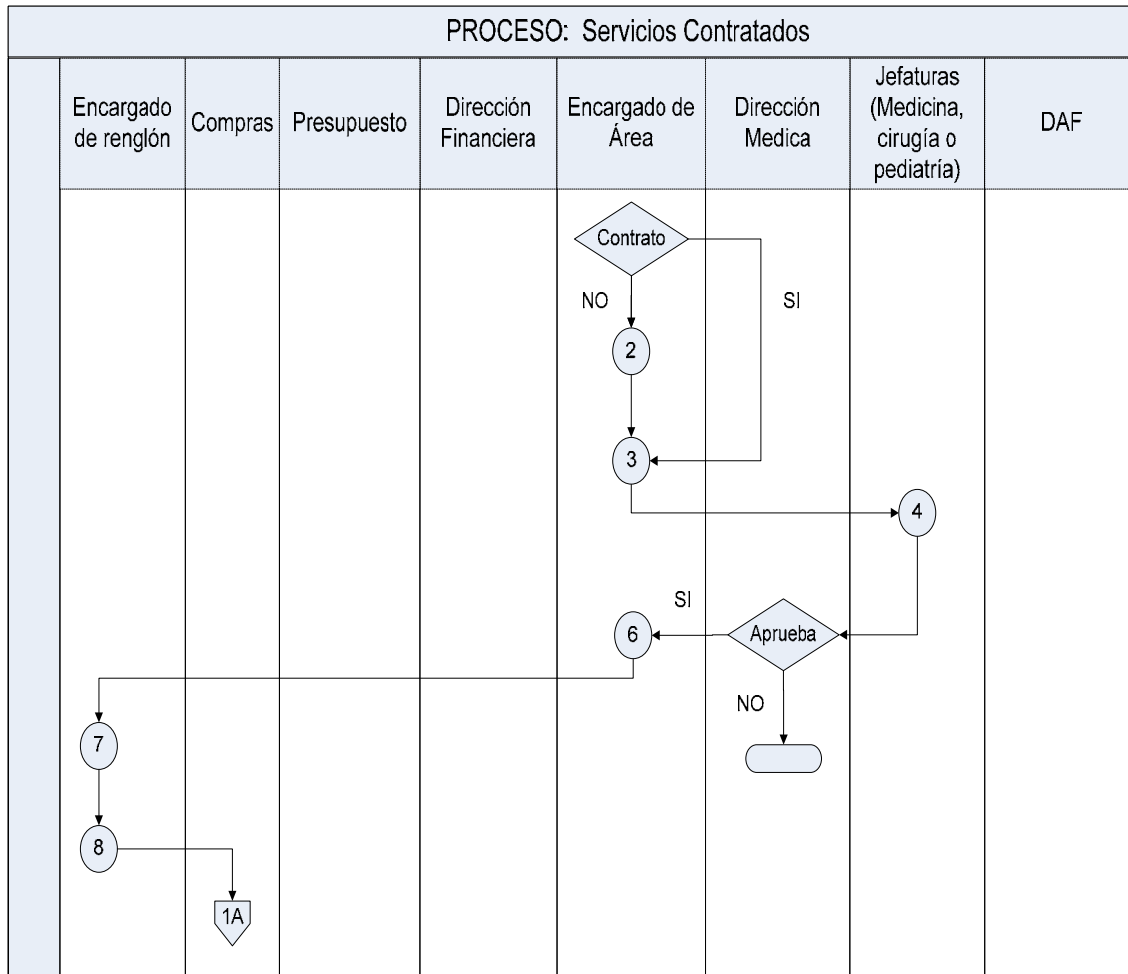 PROCESO: Servicios Contratados
Encargado
de renglón
Compras
Presupuesto
Dirección
Financiera
Encargado de
Área
Dirección
Medica
Jefaturas
(Medicina,
cirugía o
pediatría)
DAF
Contrato
NO
SI
2
3
4
SI
6
Aprueba
NO
7
8
1A